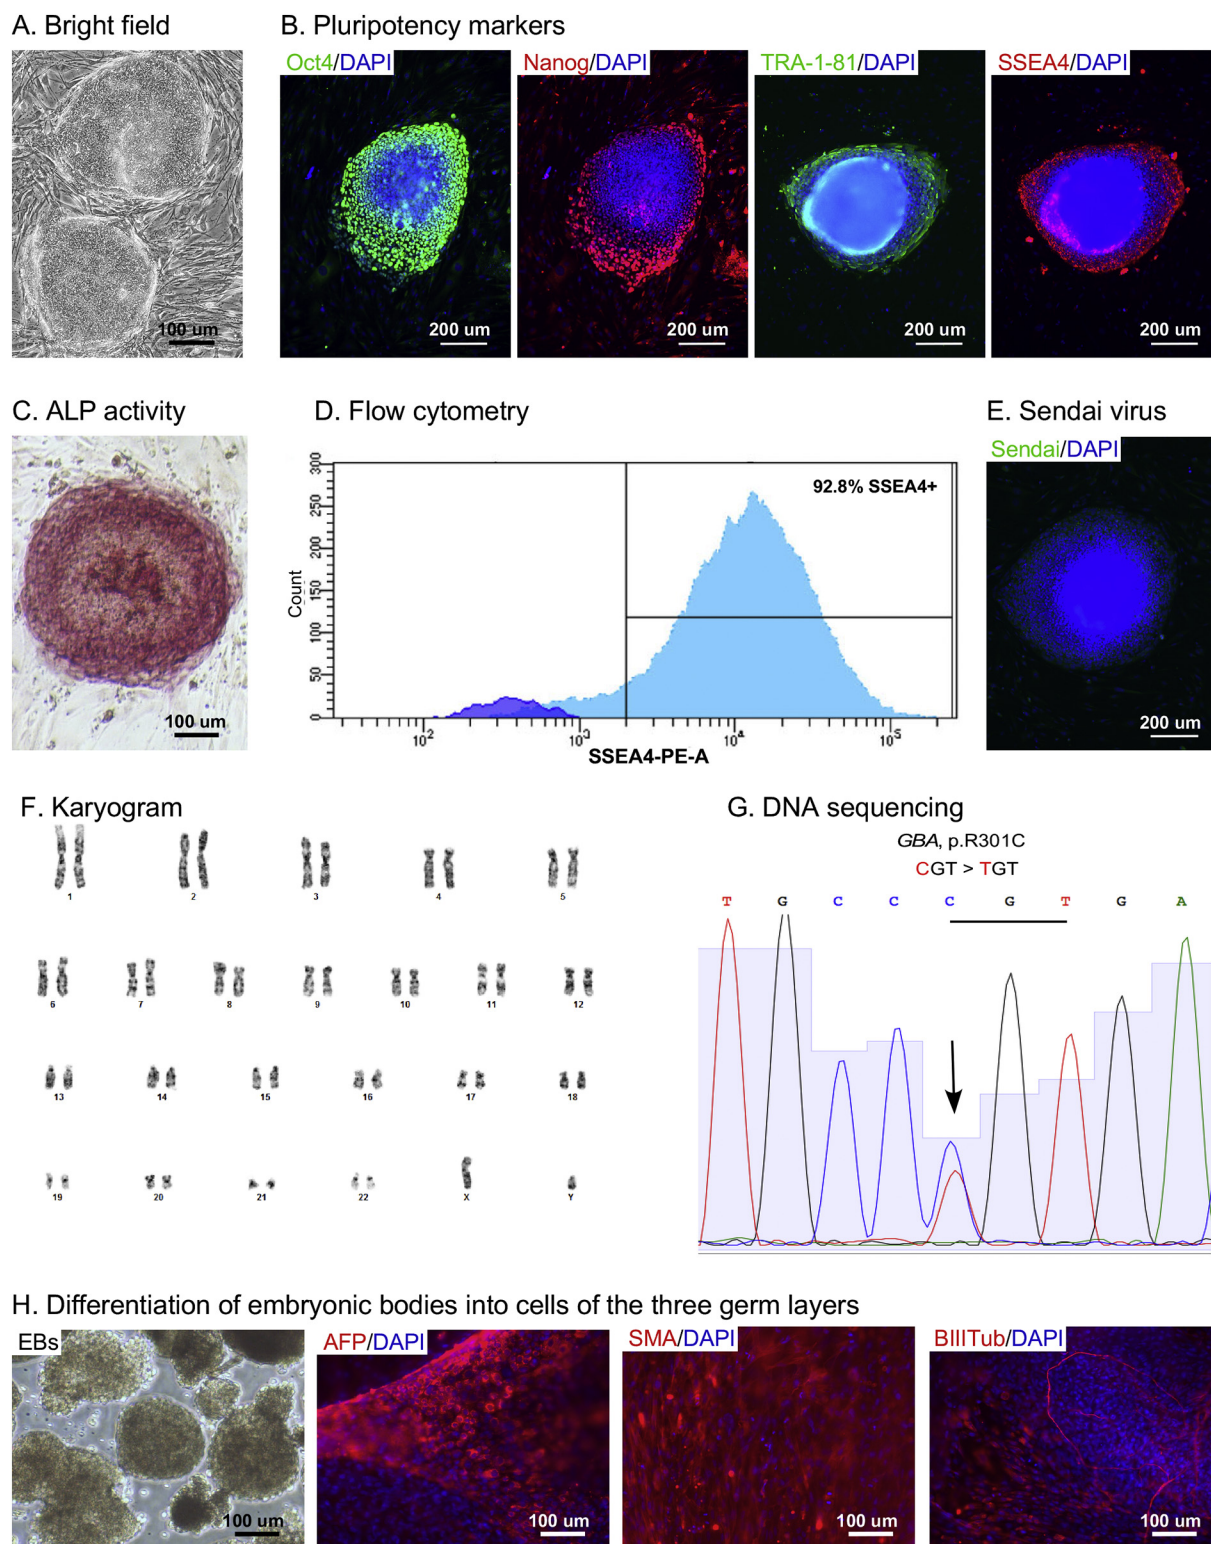 A. Bright field
B. Pluripotency markers
Oct4/DAPI
Nanog/DAPI
TRA-1-81/DAPI
SSEA4/DAPI
100 um
200 um
200 um
200 um
200 um
C. ALP activity
D. Flow cytometry
E. Sendai virus
Sendai/DAPI
92.8% SSEA4+
300
250
200
150
100
50
0
Count
10²
10³
10⁴
10⁵
SSEA4-PE-A
100 um
200 um
F. Karyogram
G. DNA sequencing
1 2 3 4 5
6 7 8 9 10 11 12
13 14 15 16 17 18
19 20 21 22 X Y
GBA, p.R301C
CGT > TGT
T G C C C G T G A
H. Differentiation of embryonic bodies into cells of the three germ layers
EBs
AFP/DAPI
SMA/DAPI
BIIITub/DAPI
100 um
100 um
100 um
100 um